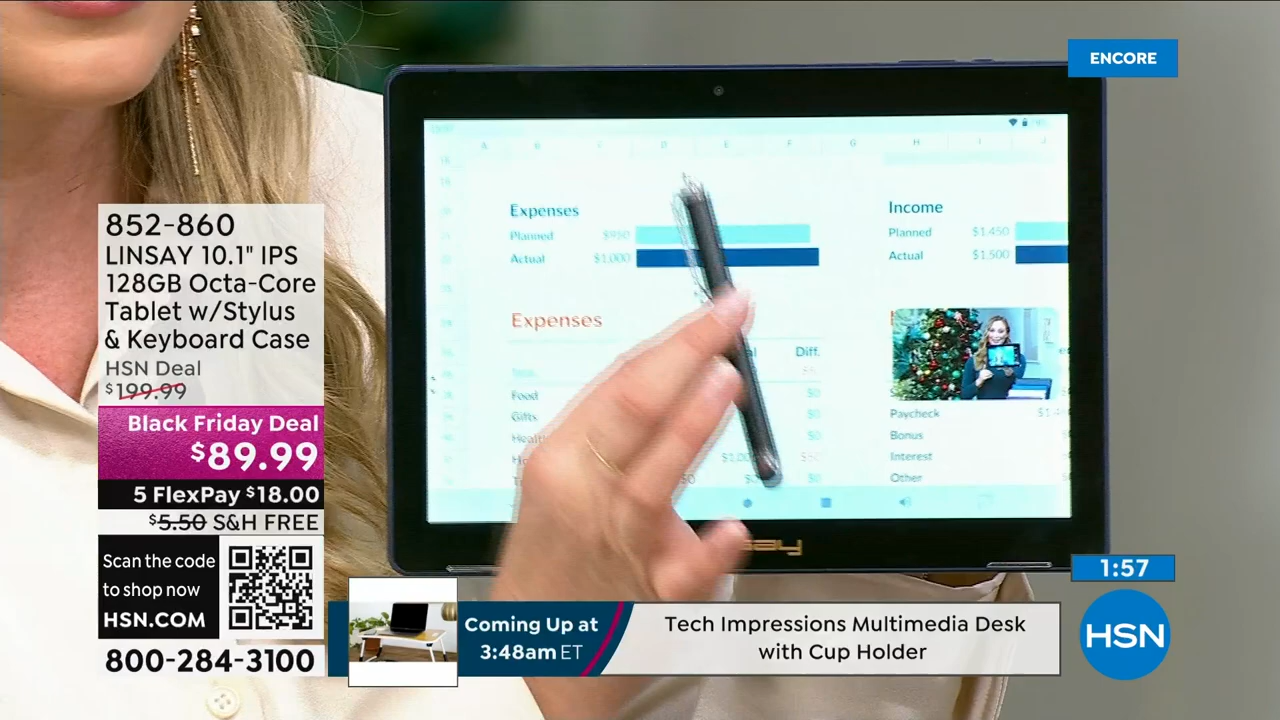 ENCORE
852-860
LINSAY 10.1" IPS
128GB Octa-Core
Tablet w/Stylus
& Keyboard Case
HSN Deal
$199.99
Black Friday Deal
$89.99
5 FlexPay $18.00
$5.50 S&H FREE
Scan the code
to shop now
HSN.COM
800-284-3100
A B C D E F G H I J
Expenses
Planned $950
Actual $1,000
Income
Planned $1,450
Actual $1,500
Expenses
Diff.
Food $0
Gifts $0
$0
$0
Paycheck
Bonus
Interest
Other
Coming Up at
3:48am ET
Tech Impressions Multimedia Desk
with Cup Holder
1:57
HSN